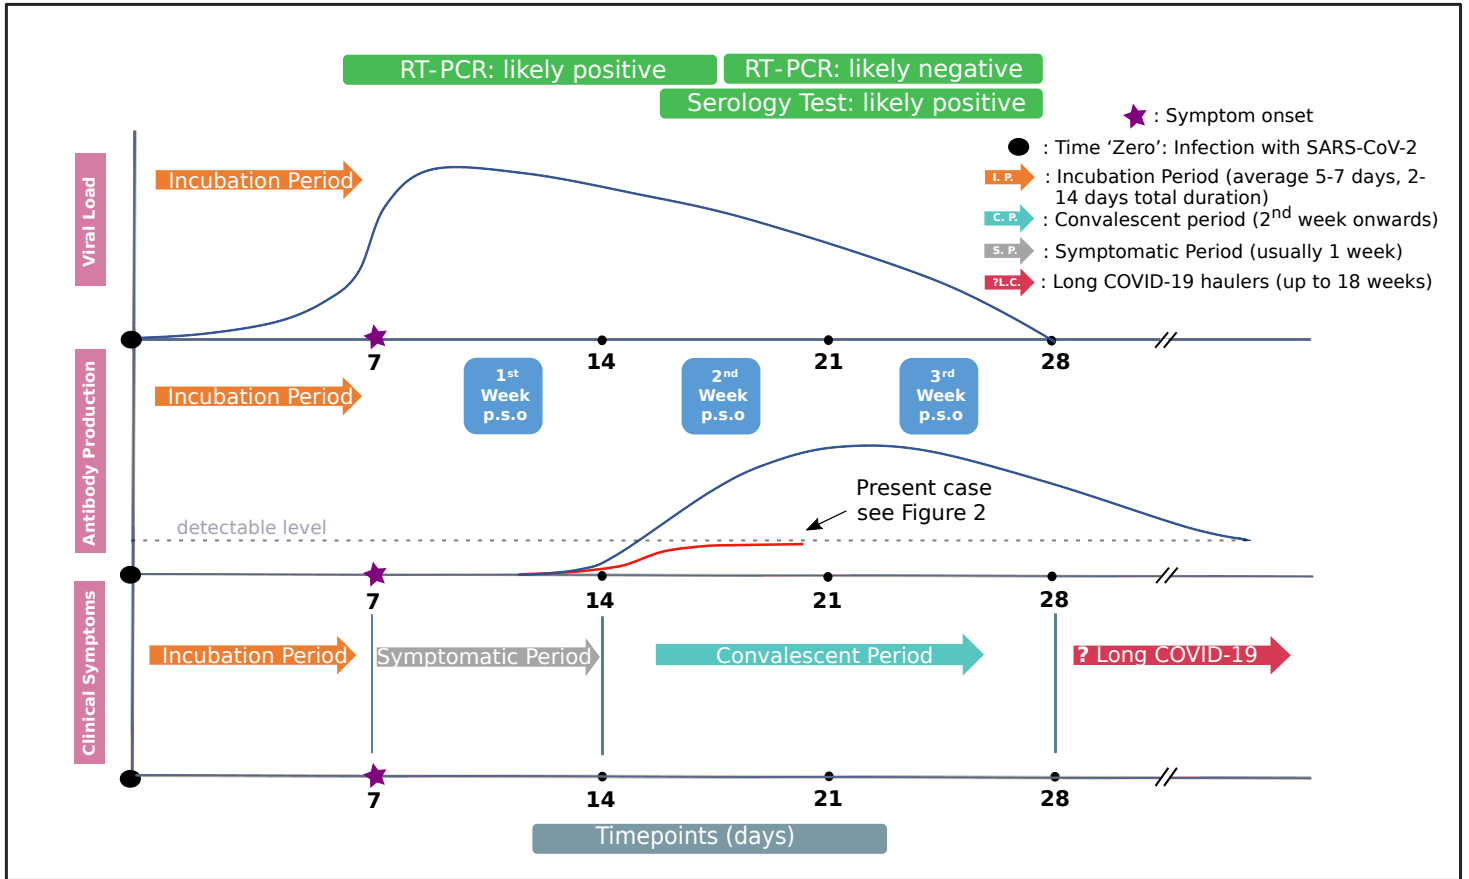 RT-PCR: likely positive
RT-PCR: likely negative
Serology Test: likely positive
: Symptom onset
: Time ‘Zero’: Infection with SARS-CoV-2
I. P.
: Incubation Period (average 5-7 days, 2-
14 days total duration)
C. P.
: Convalescent period (2nd week onwards)
S. P.
: Symptomatic Period (usually 1 week)
?L.C.
: Long COVID-19 haulers (up to 18 weeks)
Viral Load
Incubation Period
7
14
21
28
Antibody Production
Incubation Period
1st
Week
p.s.o
2nd
Week
p.s.o
3rd
Week
p.s.o
Present case
see Figure 2
detectable level
7
14
21
28
Clinical Symptoms
Incubation Period
Symptomatic Period
Convalescent Period
? Long COVID-19
7
14
21
28
Timepoints (days)